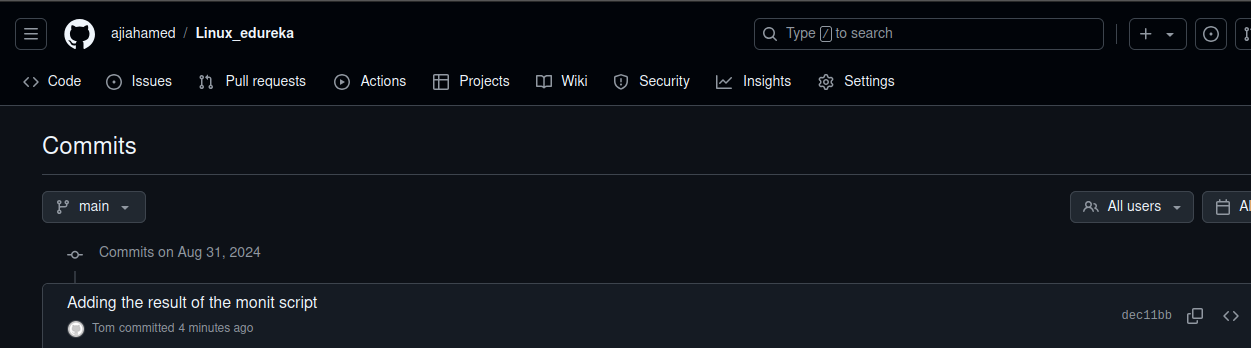 ajiahamed / Linux_edureka
Type / to search
Code Issues Pull requests Actions Projects Wiki Security Insights Settings
Commits
main
All users
Commits on Aug 31, 2024
Adding the result of the monit script
Tom committed 4 minutes ago
dec11bb